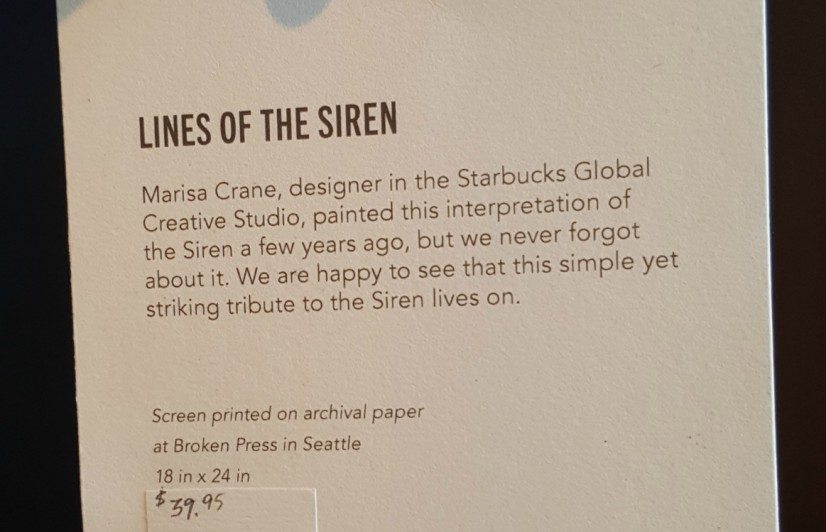 LINES OF THE SIREN
Marisa Crane, designer in the Starbucks Global
Creative Studio, painted this interpretation of
the Siren a few years ago, but we never forgot
about it. We are happy to see that this simple yet
striking tribute to the Siren lives on.
Screen printed on archival paper
at Broken Press in Seattle
18 in x 24 in
$39.95